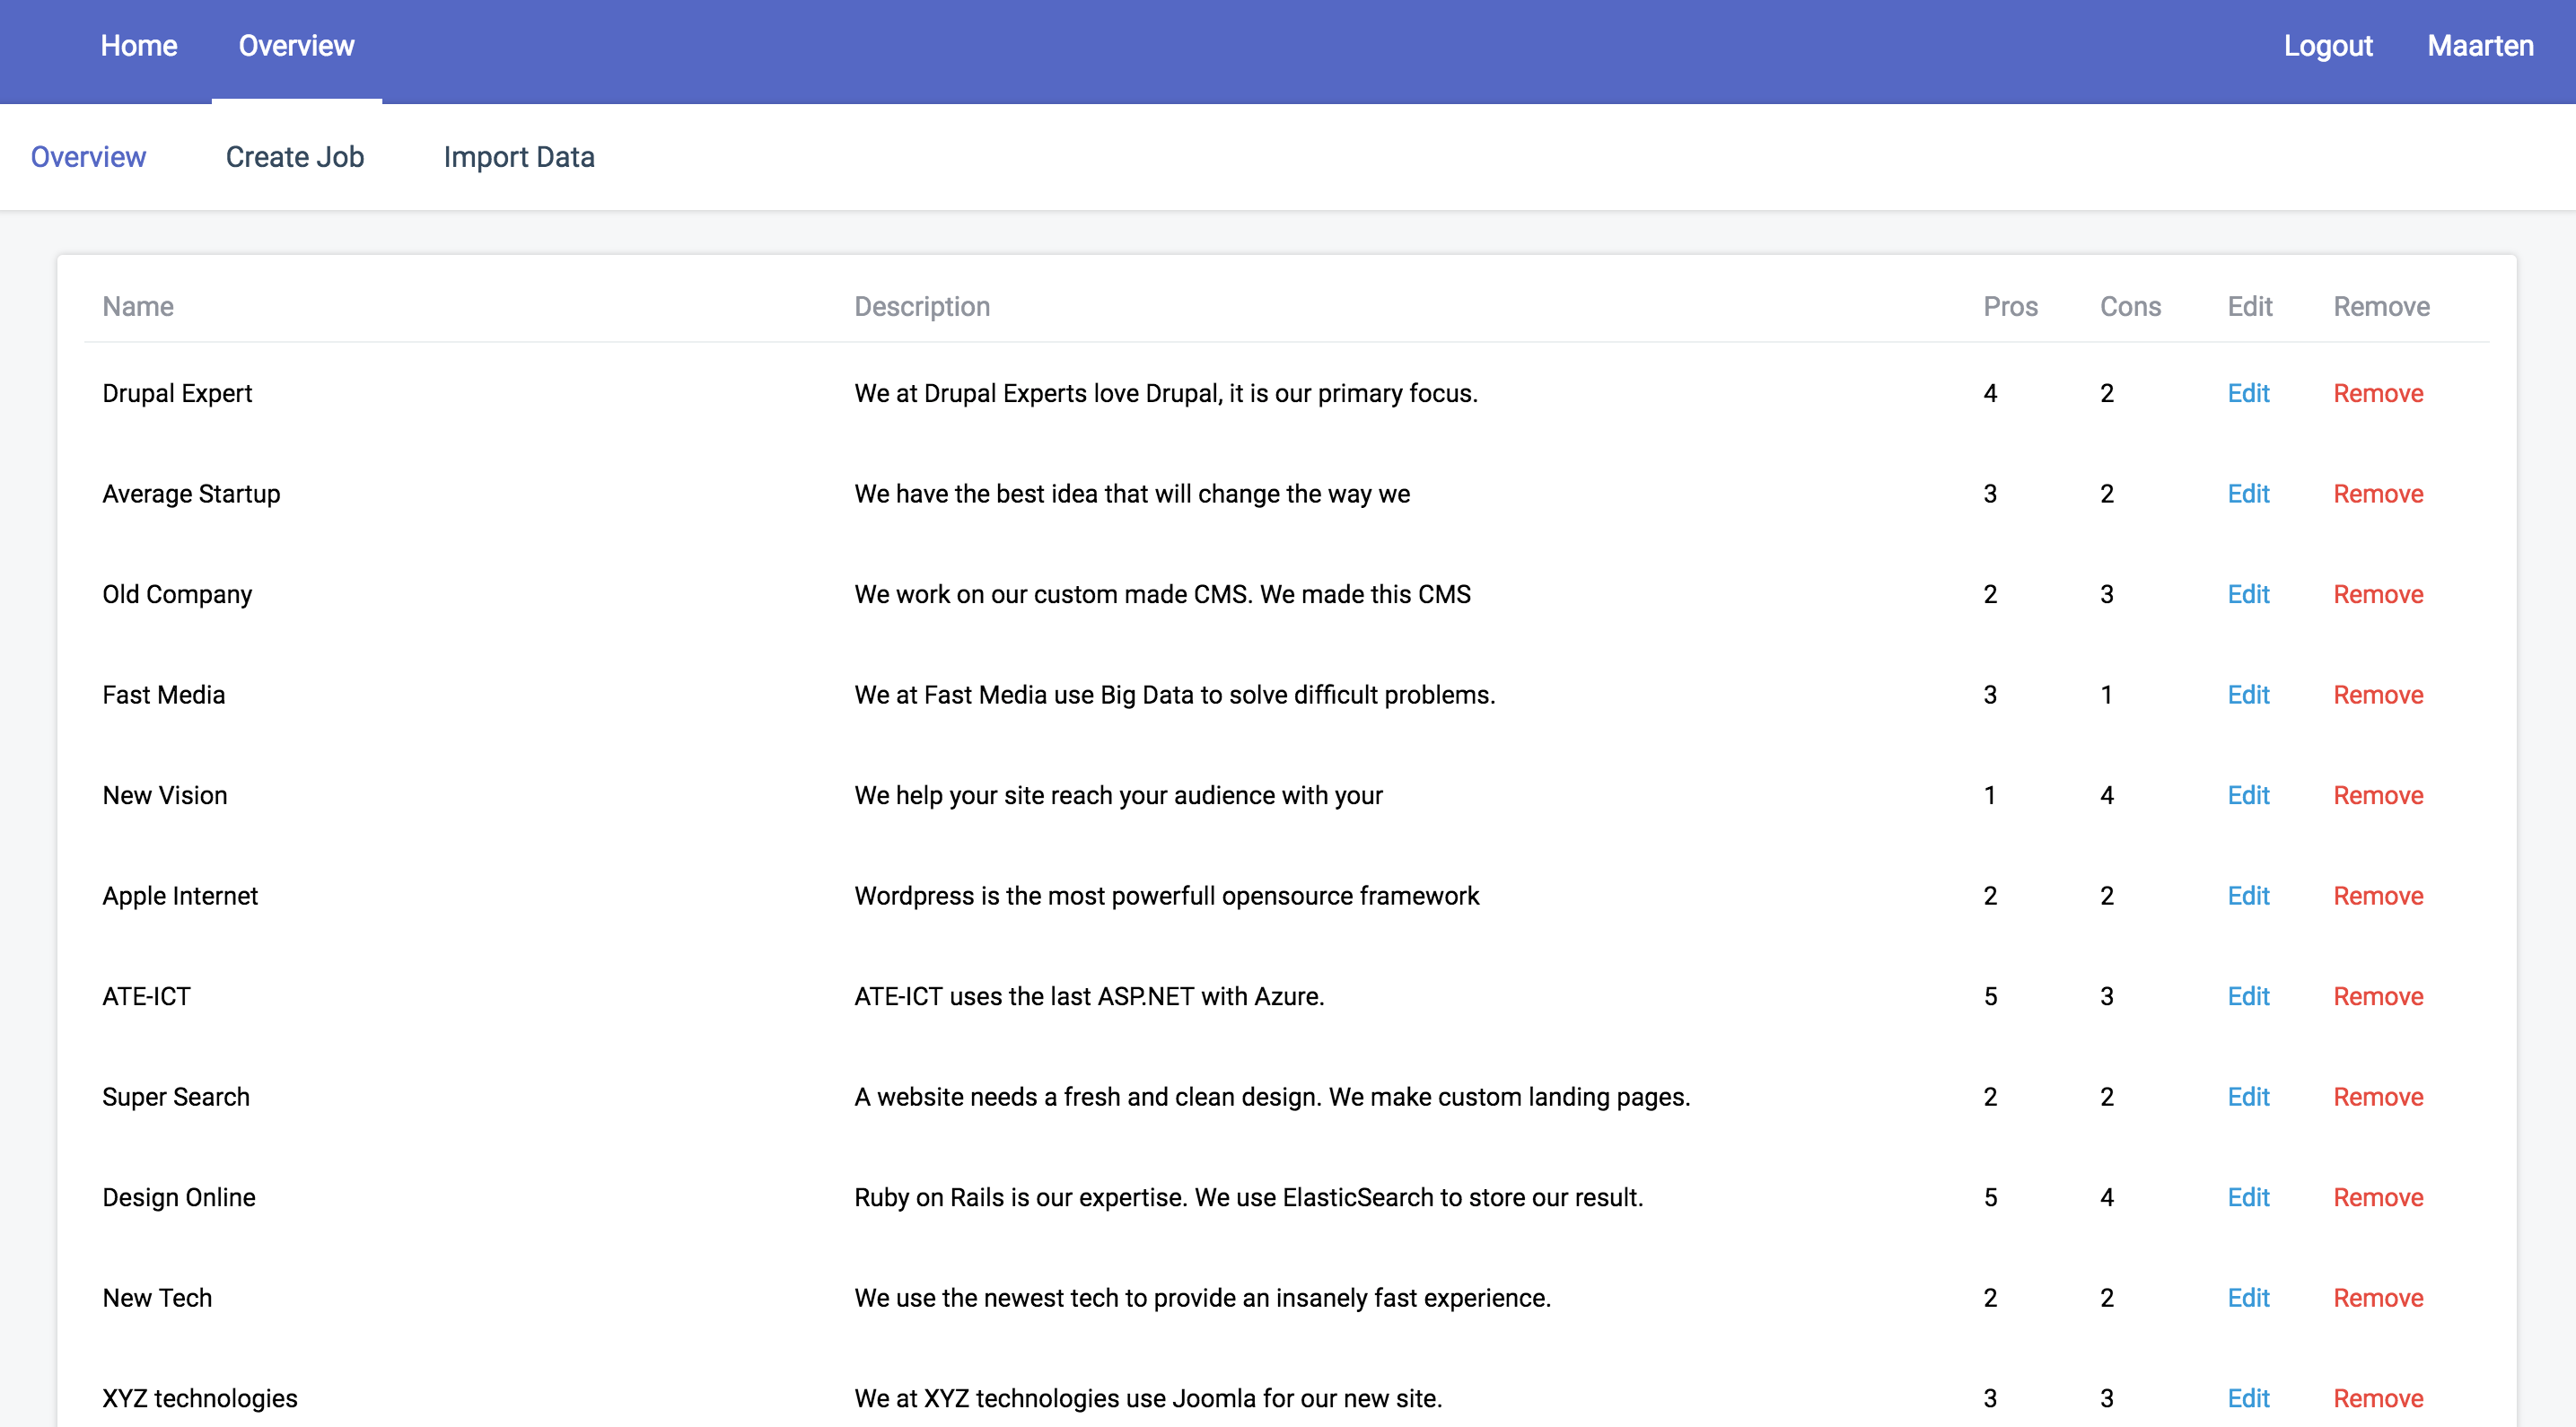 Home Overview Logout Maarten
Overview Create Job Import Data
Name Description Pros Cons Edit Remove
Drupal Expert We at Drupal Experts love Drupal, it is our primary focus. 4 2 Edit Remove
Average Startup We have the best idea that will change the way we 3 2 Edit Remove
Old Company We work on our custom made CMS. We made this CMS 2 3 Edit Remove
Fast Media We at Fast Media use Big Data to solve difficult problems. 3 1 Edit Remove
New Vision We help your site reach your audience with your 1 4 Edit Remove
Apple Internet Wordpress is the most powerfull opensource framework 2 2 Edit Remove
ATE-ICT ATE-ICT uses the last ASP.NET with Azure. 5 3 Edit Remove
Super Search A website needs a fresh and clean design. We make custom landing pages. 2 2 Edit Remove
Design Online Ruby on Rails is our expertise. We use ElasticSearch to store our result. 5 4 Edit Remove
New Tech We use the newest tech to provide an insanely fast experience. 2 2 Edit Remove
XYZ technologies We at XYZ technologies use Joomla for our new site. 3 3 Edit Remove